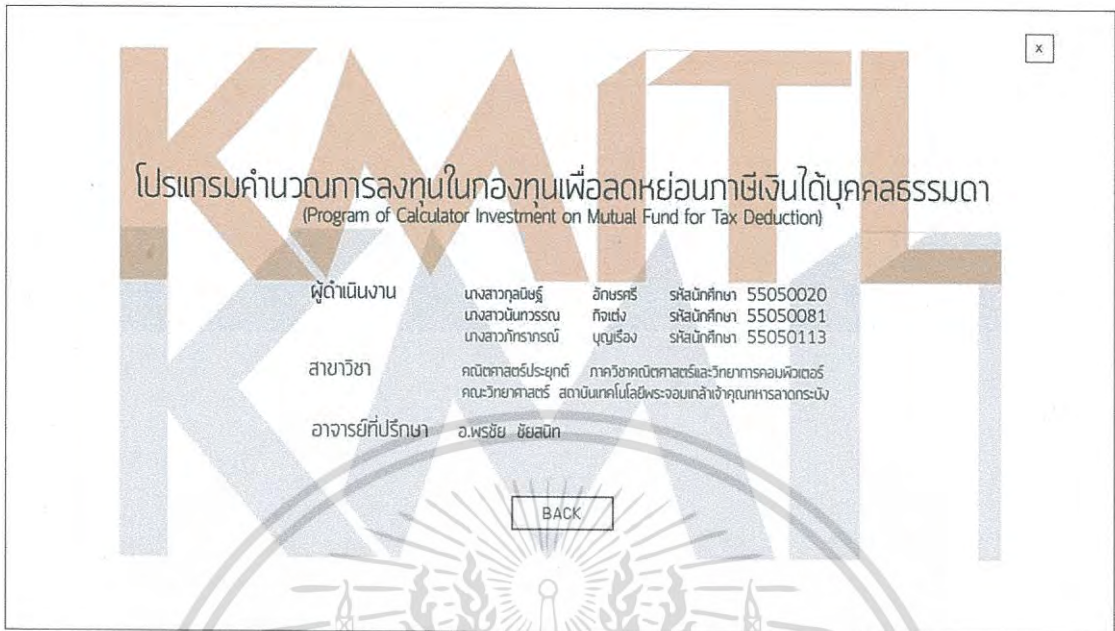 KMITL
x
โปรแกรมคำนวณการลงทุนในกองทุนเพื่อลดหย่อนภาษีเงินได้บุคคลธรรมดา
(Program of Calculator Investment on Mutual Fund for Tax Deduction)
ผู้ดำเนินงาน นางสาวกุลนิษฐ์ อักษรศรี รหัสนักศึกษา 55050020
นางสาวนันทวรรณ กิจเต่ง รหัสนักศึกษา 55050081
นางสาวภัทราภรณ์ บุญเรือง รหัสนักศึกษา 55050113
สาขาวิชา คณิตศาสตร์ประยุกต์ ภาควิชาคณิตศาสตร์และวิทยาการคอมพิวเตอร์
คณะวิทยาศาสตร์ สถาบันเทคโนโลยีพระจอมเกล้าเจ้าคุณทหารลาดกระบัง
อาจารย์ที่ปรึกษา อ.พรชัย ชัยสนิท
BACK